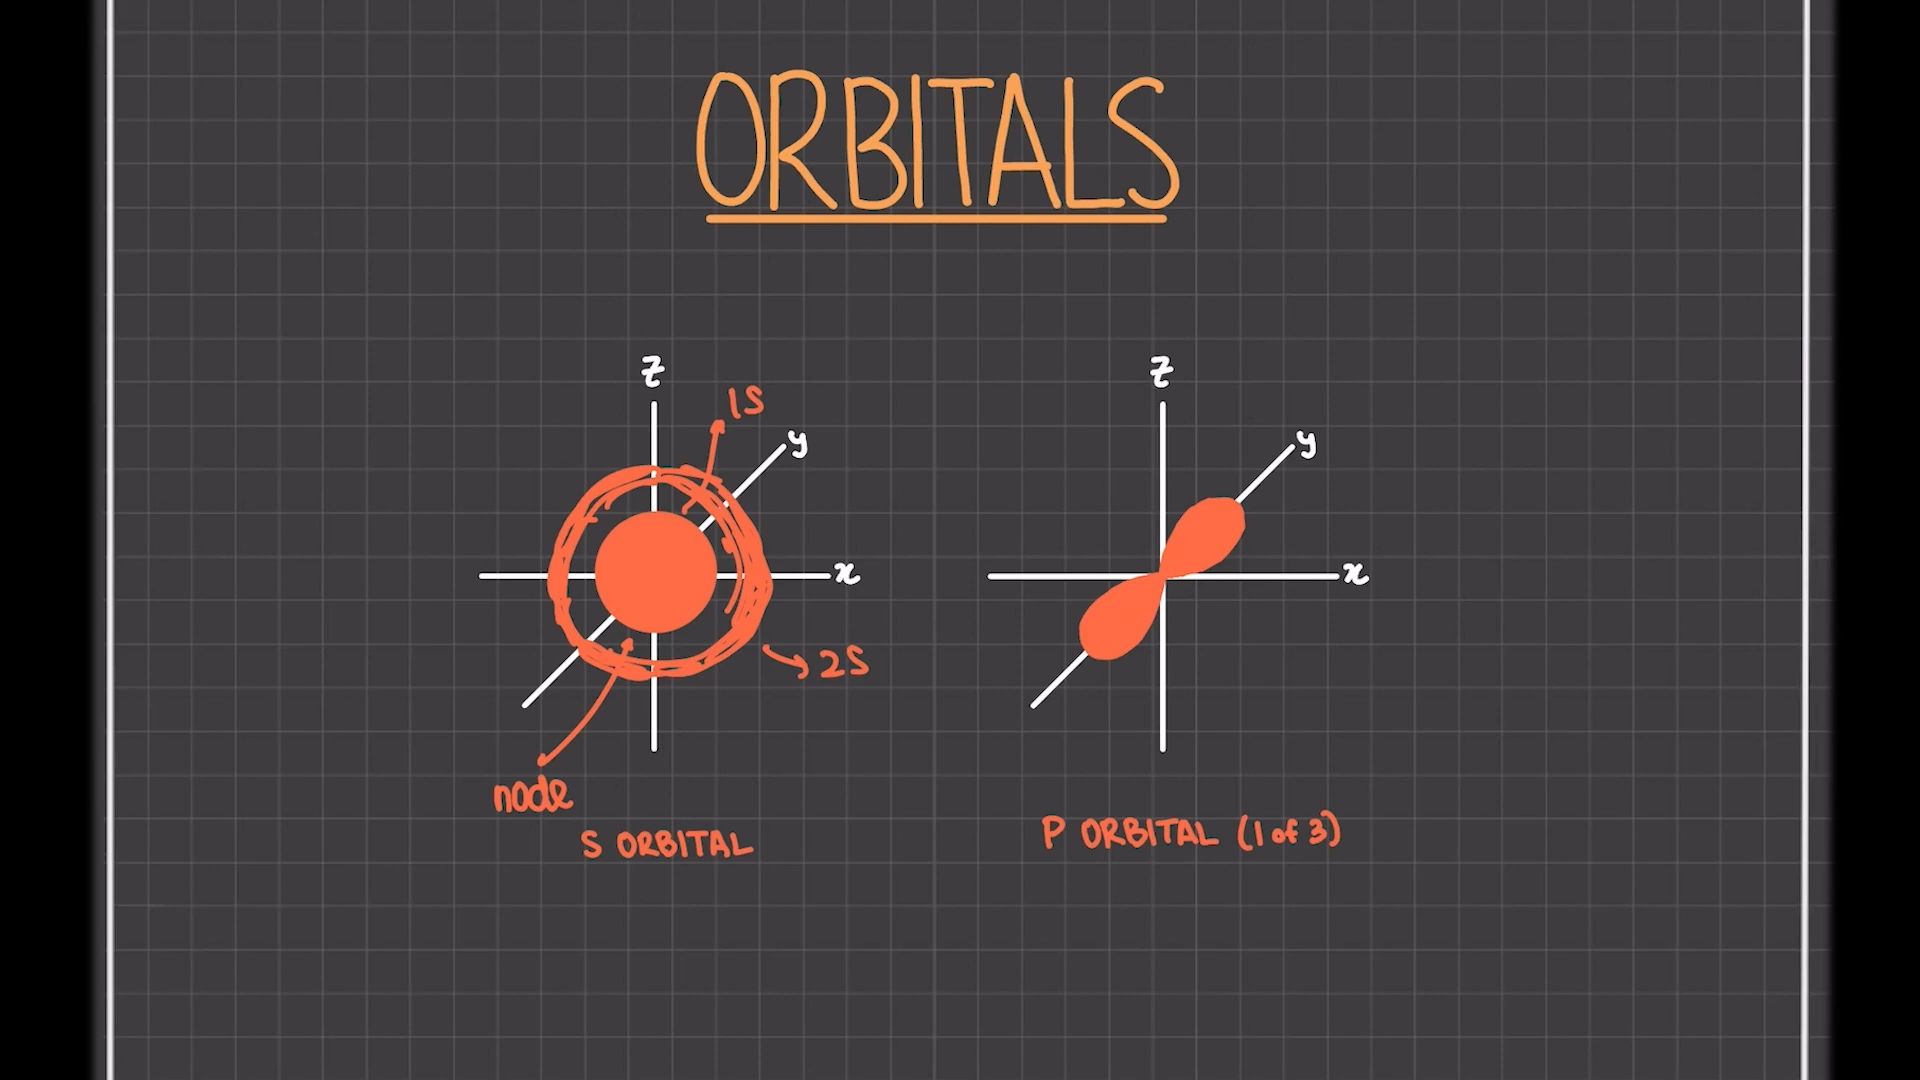 ORBITALS
z
1S
y
x
2S
node
S ORBITAL
z
y
x
P ORBITAL (1 of 3)